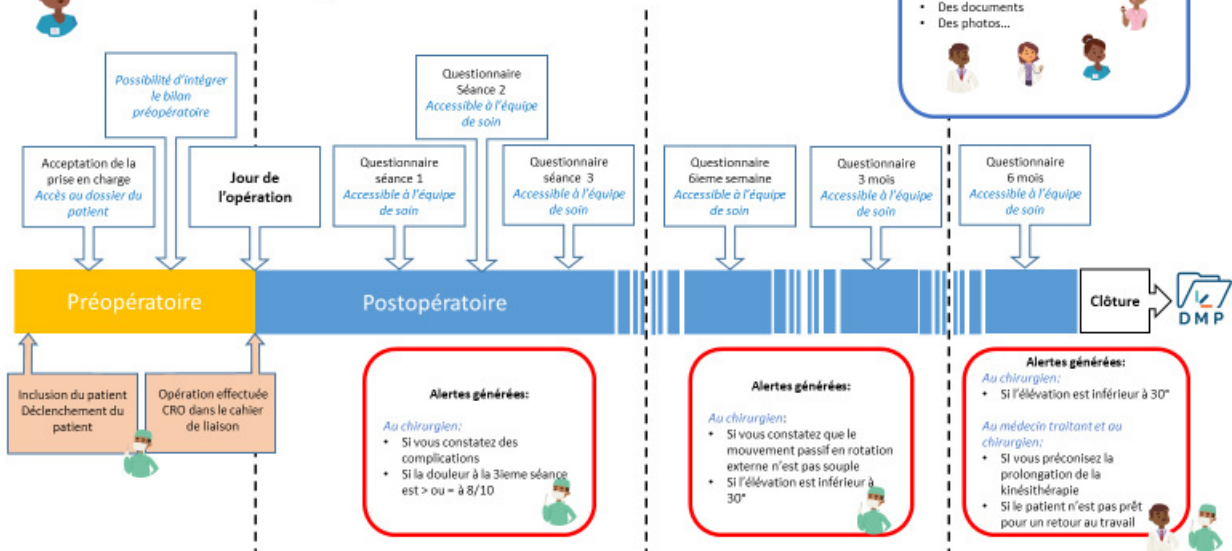 • Des documents
• Des photos...
Possibilité d'intégrer
le bilan
préopératoire
Questionnaire
Séance 2
Accessible à l'équipe
de soin
Acceptation de la
prise en charge
Accès au dossier du
patient
Jour de
l'opération
Questionnaire
séance 1
Accessible à l'équipe
de soin
Questionnaire
séance 3
Accessible à l'équipe
de soin
Questionnaire
6ieme semaine
Accessible à l'équipe
de soin
Questionnaire
3 mois
Accessible à l'équipe
de soin
Questionnaire
6 mois
Accessible à l'équipe
de soin
Préopératoire
Postopératoire
Clôture
DMP
Inclusion du patient
Déclenchement du
patient
Opération effectuée
CRO dans le cahier
de liaison
Alertes générées:
Au chirurgien:
• Si vous constatez des
complications
• Si la douleur à la 3ieme séance
est > ou = à 8/10
Alertes générées:
Au chirurgien:
• Si vous constatez que le
mouvement passif en rotation
externe n'est pas souple
• Si l'élévation est inférieur à
30°
Alertes générées:
Au chirurgien:
• Si l'élévation est inférieur à 30°
Au médecin traitant et au
chirurgien:
• Si vous préconisez la
prolongation de la
kinésithérapie
• Si le patient n'est pas prêt
pour un retour au travail